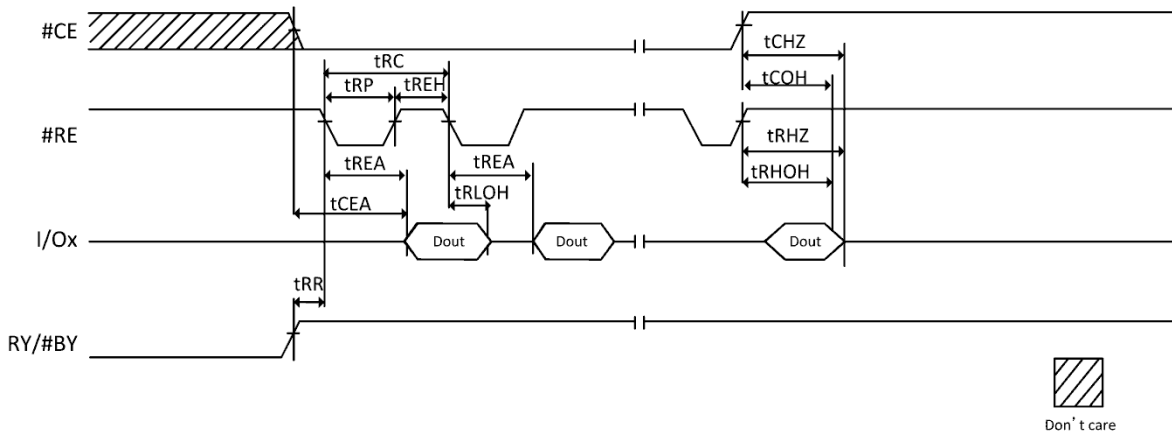 #CE
tCHZ
tRC
tCOH
tRP tREH
#RE
tRHZ
tREA tREA
tRHOH
tRLOH
tCEA
I/Ox
Dout Dout Dout
tRR
RY/#BY
Don't care